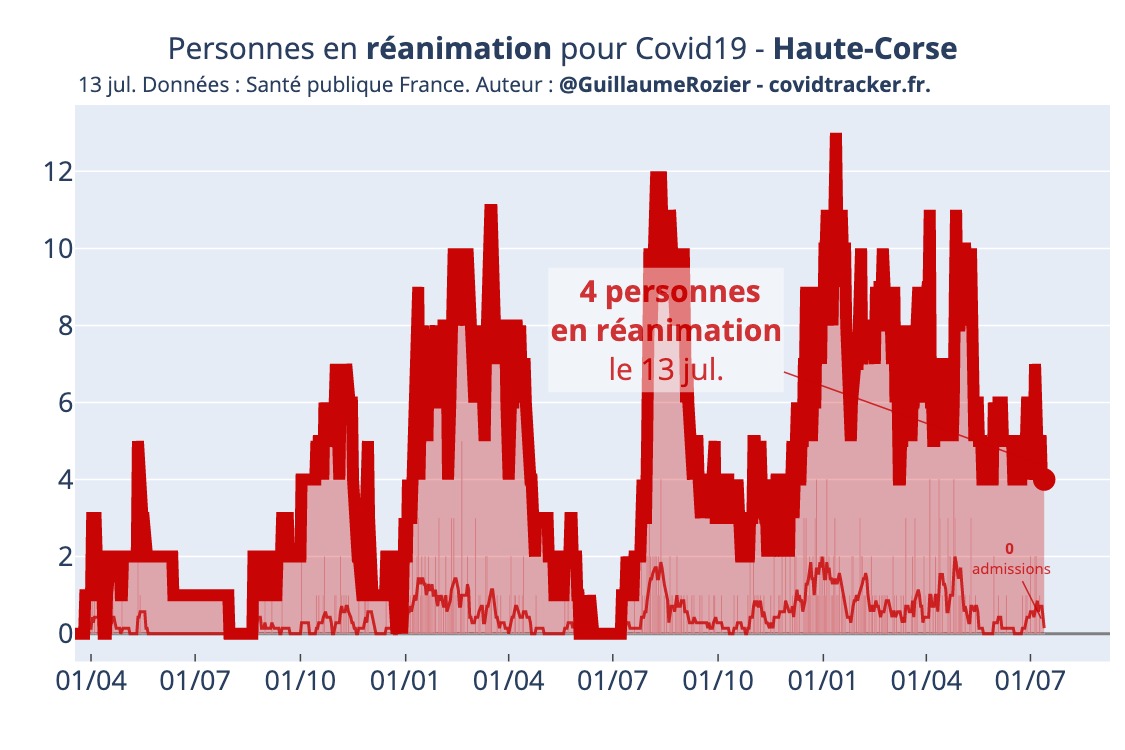 Personnes en réanimation pour Covid19 - Haute-Corse
13 jul. Données : Santé publique France. Auteur : @GuillaumeRozier - covidtracker.fr.
12
10
8
6
4
2
0
4 personnes
en réanimation
le 13 jul.
0
admissions
01/04 01/07 01/10 01/01 01/04 01/07 01/10 01/01 01/04 01/07